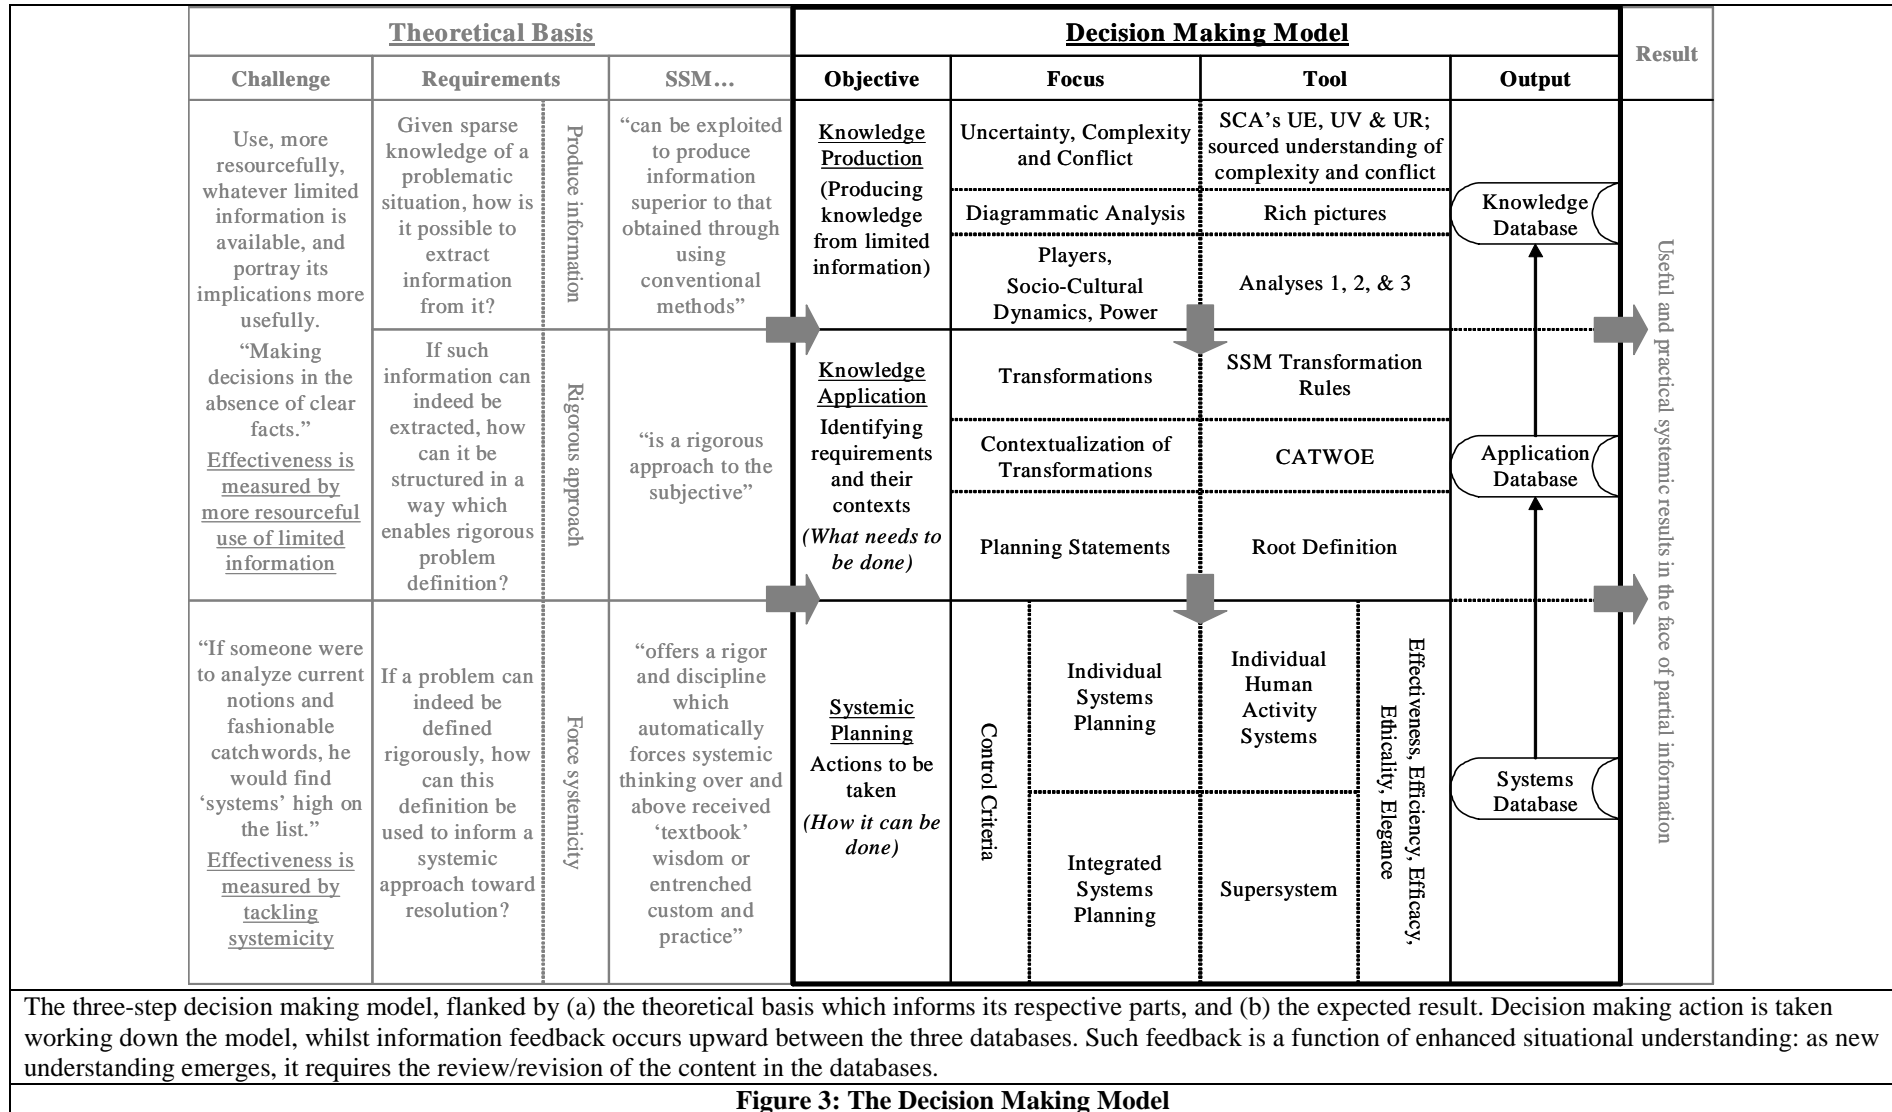 Theoretical Basis
Decision Making Model
Result
Challenge
Requirements
SSM…
Objective
Focus
Tool
Output
Use, more
resourcefully,
whatever limited
information is
available, and
portray its
implications more
usefully.
“Making
decisions in the
absence of clear
facts.”
Effectiveness is
measured by
more resourceful
use of limited
information
Given sparse
knowledge of a
problematic
situation, how is
it possible to
extract
information
from it?
Produce information
“can be exploited
to produce
information
superior to that
obtained through
using
conventional
methods”
Knowledge
Production
(Producing
knowledge
from limited
information)
Uncertainty, Complexity
and Conflict
SCA’s UE, UV & UR;
sourced understanding of
complexity and conflict
Diagrammatic Analysis
Rich pictures
Players,
Socio-Cultural
Dynamics, Power
Analyses 1, 2, & 3
Knowledge
Database
If such
information can
indeed be
extracted, how
can it be
structured in a
way which
enables rigorous
problem
definition?
Rigorous approach
“is a rigorous
approach to the
subjective”
Knowledge
Application
Identifying
requirements
and their
contexts
(What needs to
be done)
Transformations
SSM Transformation
Rules
Contextualization of
Transformations
CATWOE
Planning Statements
Root Definition
Application
Database
“If someone were
to analyze current
notions and
fashionable
catchwords, he
would find
‘systems’ high on
the list.”
Effectiveness is
measured by
tackling
systemicity
If a problem can
indeed be
defined
rigorously, how
can this
definition be
used to inform a
systemic
approach toward
resolution?
Force systemicity
“offers a rigor
and discipline
which
automatically
forces systemic
thinking over and
above received
‘textbook’
wisdom or
entrenched
custom and
practice”
Systemic
Planning
Actions to be
taken
(How it can be
done)
Control Criteria
Individual
Systems
Planning
Individual
Human
Activity
Systems
Integrated
Systems
Planning
Supersystem
Effectiveness, Efficiency, Efficacy,
Ethicality, Elegance
Systems
Database
Useful and practical systemic results in the face of partial information
The three-step decision making model, flanked by (a) the theoretical basis which informs its respective parts, and (b) the expected result. Decision making action is taken
working down the model, whilst information feedback occurs upward between the three databases. Such feedback is a function of enhanced situational understanding: as new
understanding emerges, it requires the review/revision of the content in the databases.
Figure 3: The Decision Making Model